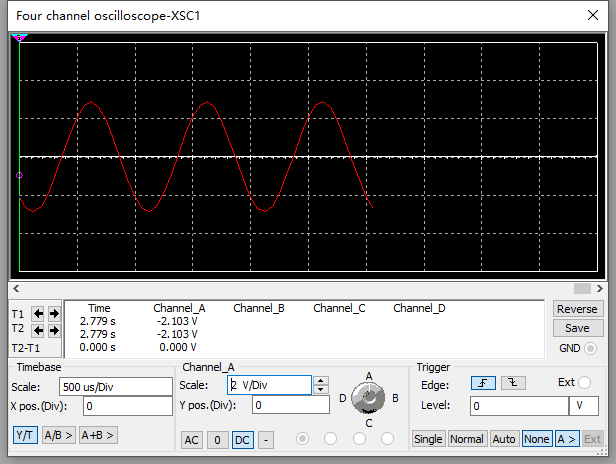 Four channel oscilloscope-XSC1
Time Channel_A Channel_B Channel_C Channel_D
T1 2.779 s -2.103 V
T2 2.779 s -2.103 V
T2-T1 0.000 s 0.000 V
Reverse
Save
GND
Timebase
Scale: 500 us/Div
X pos.(Div): 0
Y/T A/B > A+B >
Channel_A
Scale: 2 V/Div
Y pos.(Div): 0
AC 0 DC -
A
D B
C
Trigger
Edge: Ext
Level: 0 V
Single Normal Auto None A > Ext